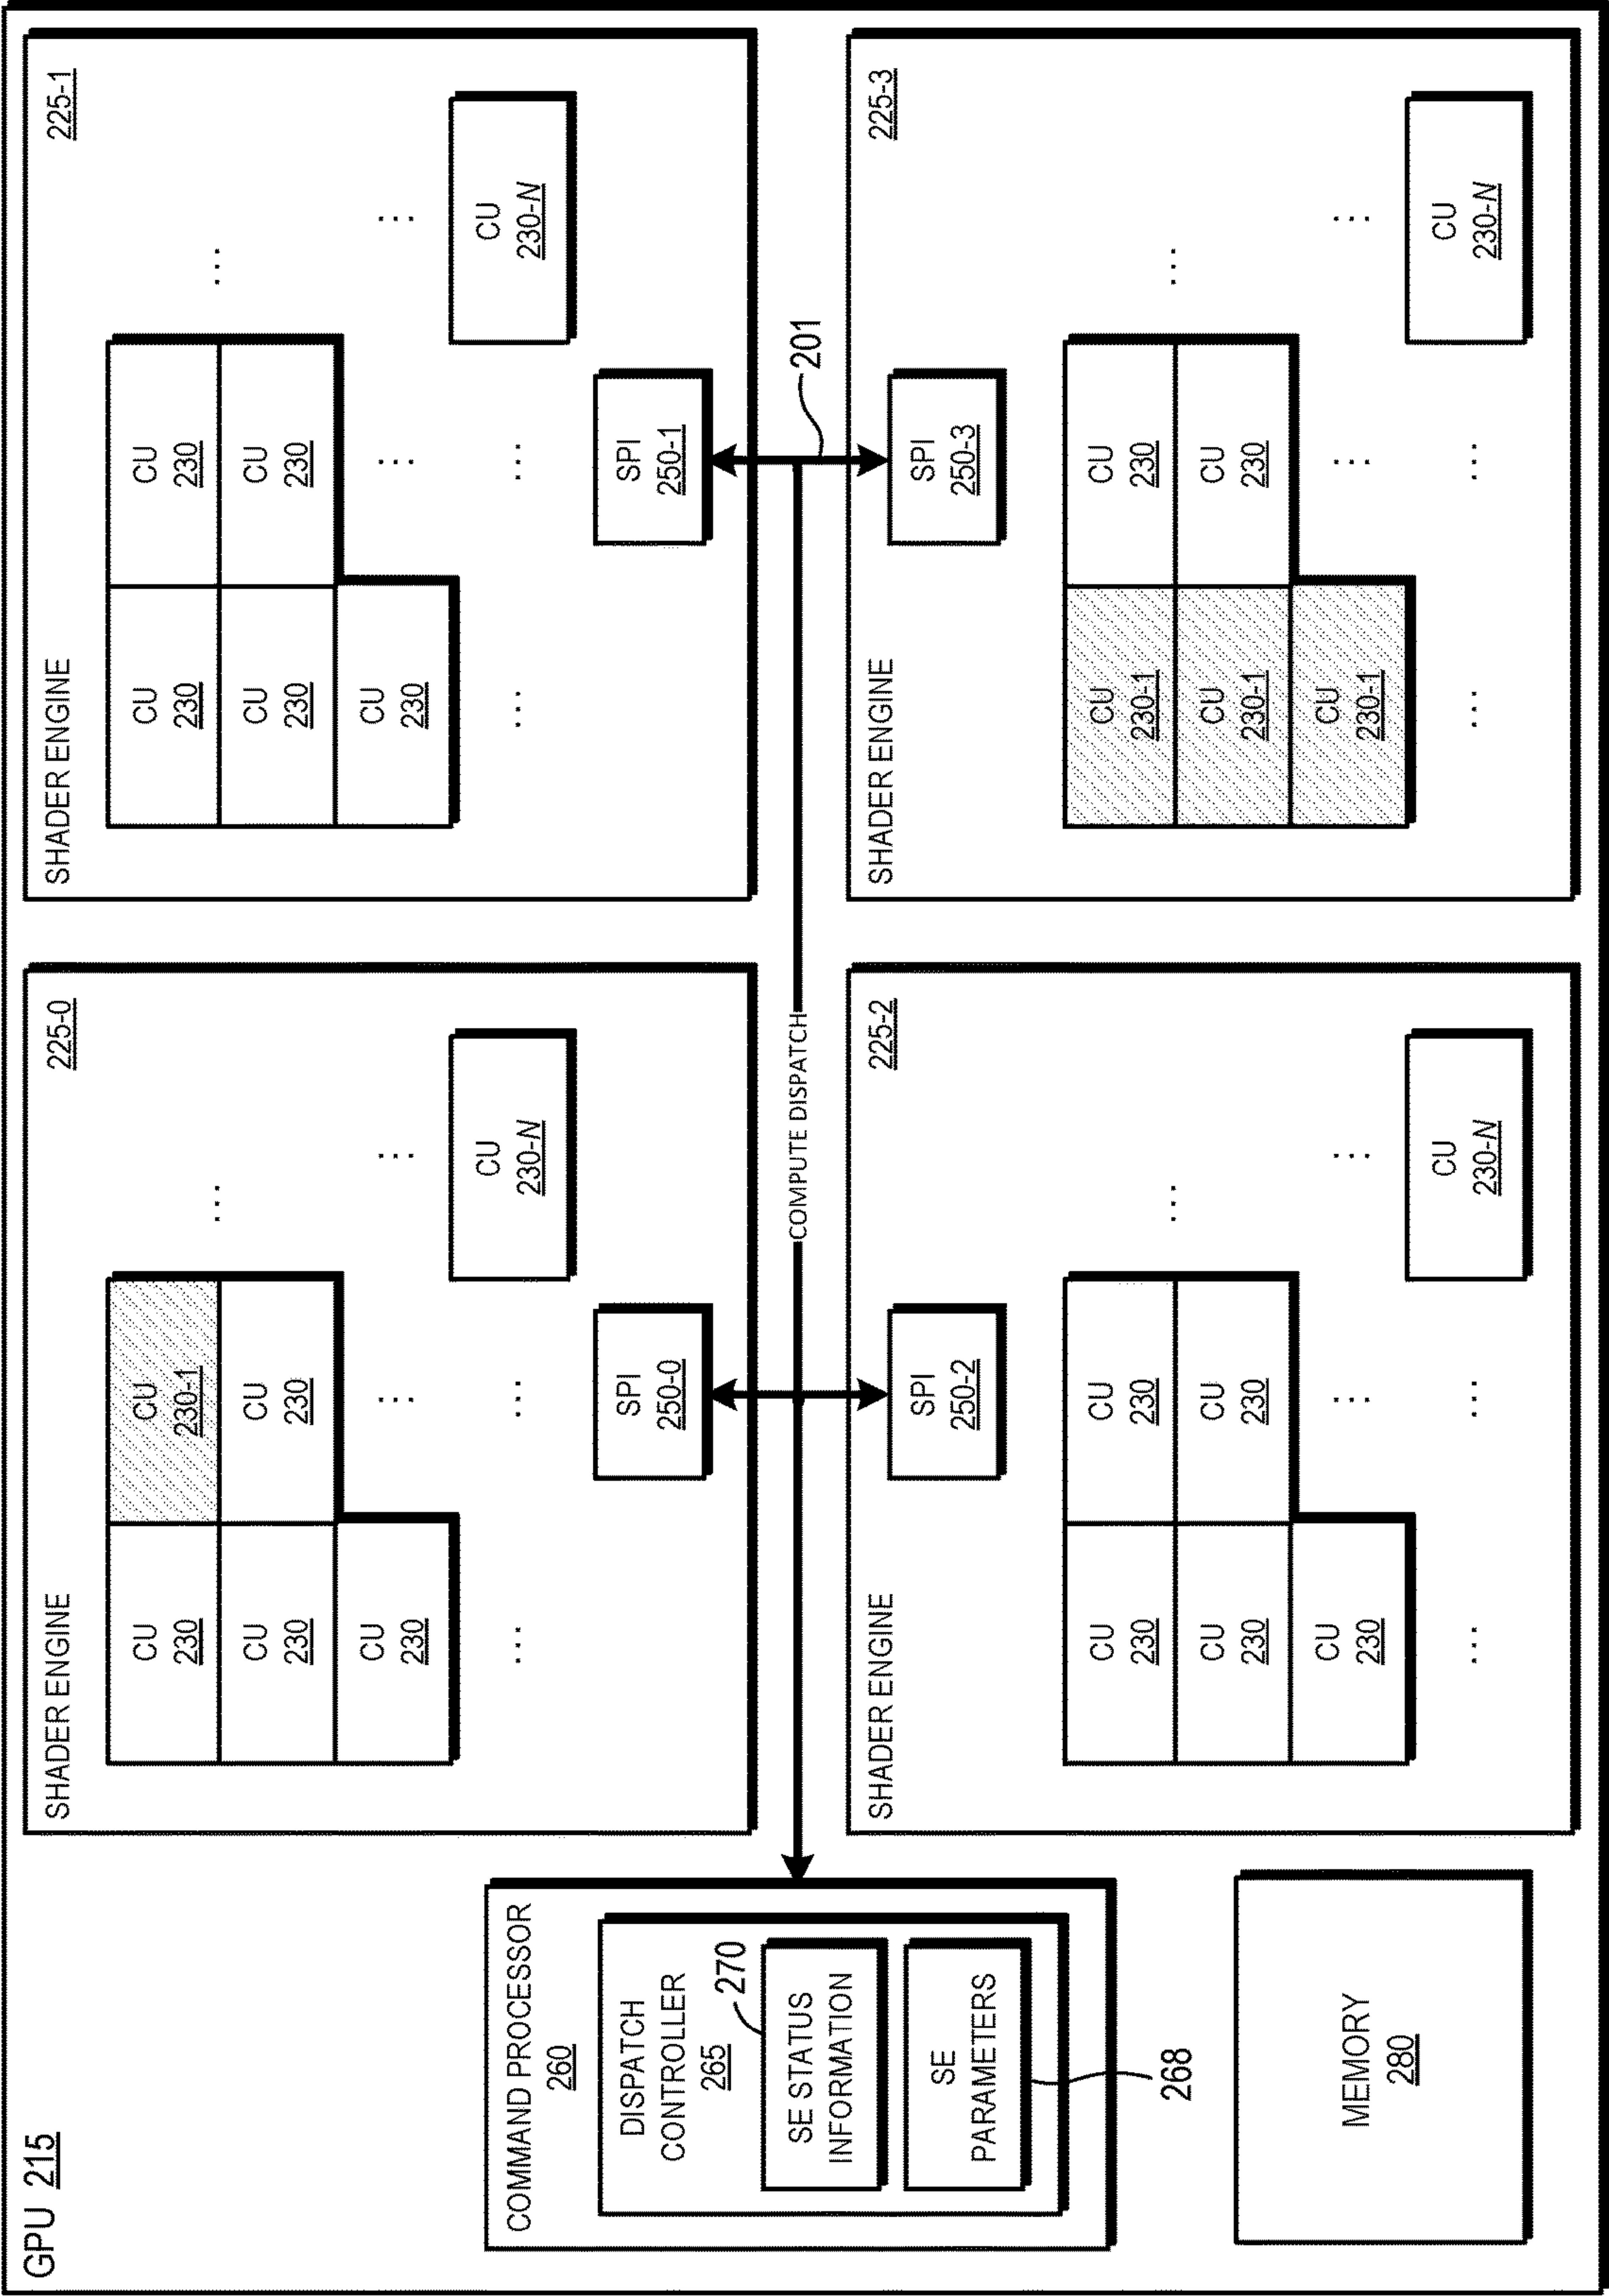 GPU 215
COMMAND PROCESSOR
260
DISPATCH
CONTROLLER
265
270
SE STATUS
INFORMATION
SE
PARAMETERS
268
MEMORY
280
SHADER ENGINE
225-0
CU
230
CU
230-1
CU
230
CU
230
...
CU
230
...
...
CU
230-N
...
...
SPI
250-0
SHADER ENGINE
225-1
CU
230
CU
230
CU
230
CU
230
...
CU
230
...
...
CU
230-N
...
...
SPI
250-1
COMPUTE DISPATCH
201
SHADER ENGINE
225-2
SPI
250-2
CU
230
CU
230
CU
230
CU
230
...
CU
230
...
...
CU
230-N
...
...
SHADER ENGINE
225-3
SPI
250-3
CU
230-1
CU
230
CU
230-1
CU
230
...
CU
230-1
...
...
CU
230-N
...
...